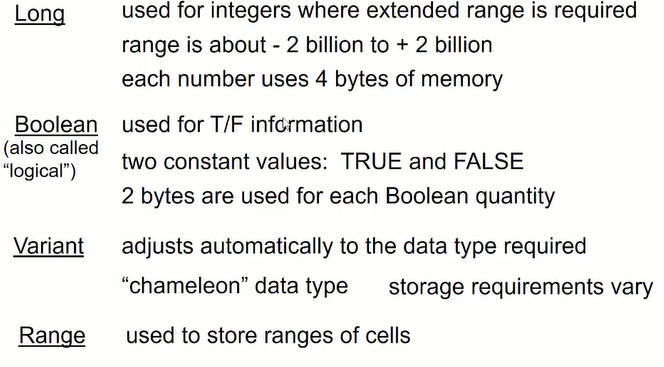 Long used for integers where extended range is required
range is about - 2 billion to + 2 billion
each number uses 4 bytes of memory
Boolean used for T/F information
(also called
“logical”)
two constant values: TRUE and FALSE
2 bytes are used for each Boolean quantity
Variant adjusts automatically to the data type required
“chameleon” data type storage requirements vary
Range used to store ranges of cells